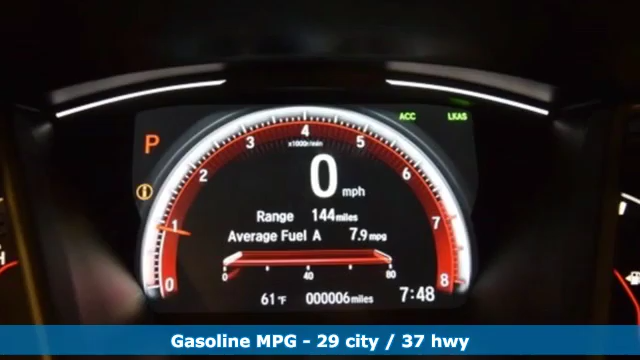 ACC LKAS
P
4
3 5
x1000r/min
2 6
0 mph
Range 144 miles
1 7
Average Fuel A 7.9 mpg
0 40 80
0 8
61°F 000006 miles 7:48
H
Gasoline MPG - 29 city / 37 hwy